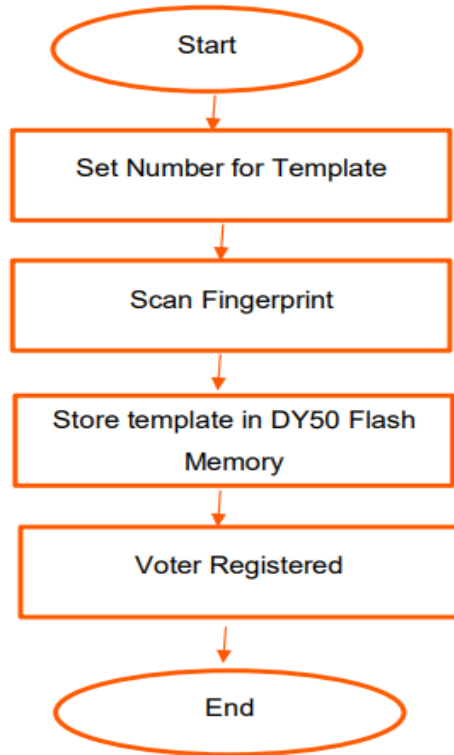 Start
Set Number for Template
Scan Fingerprint
Store template in DY50 Flash
Memory
Voter Registered
End